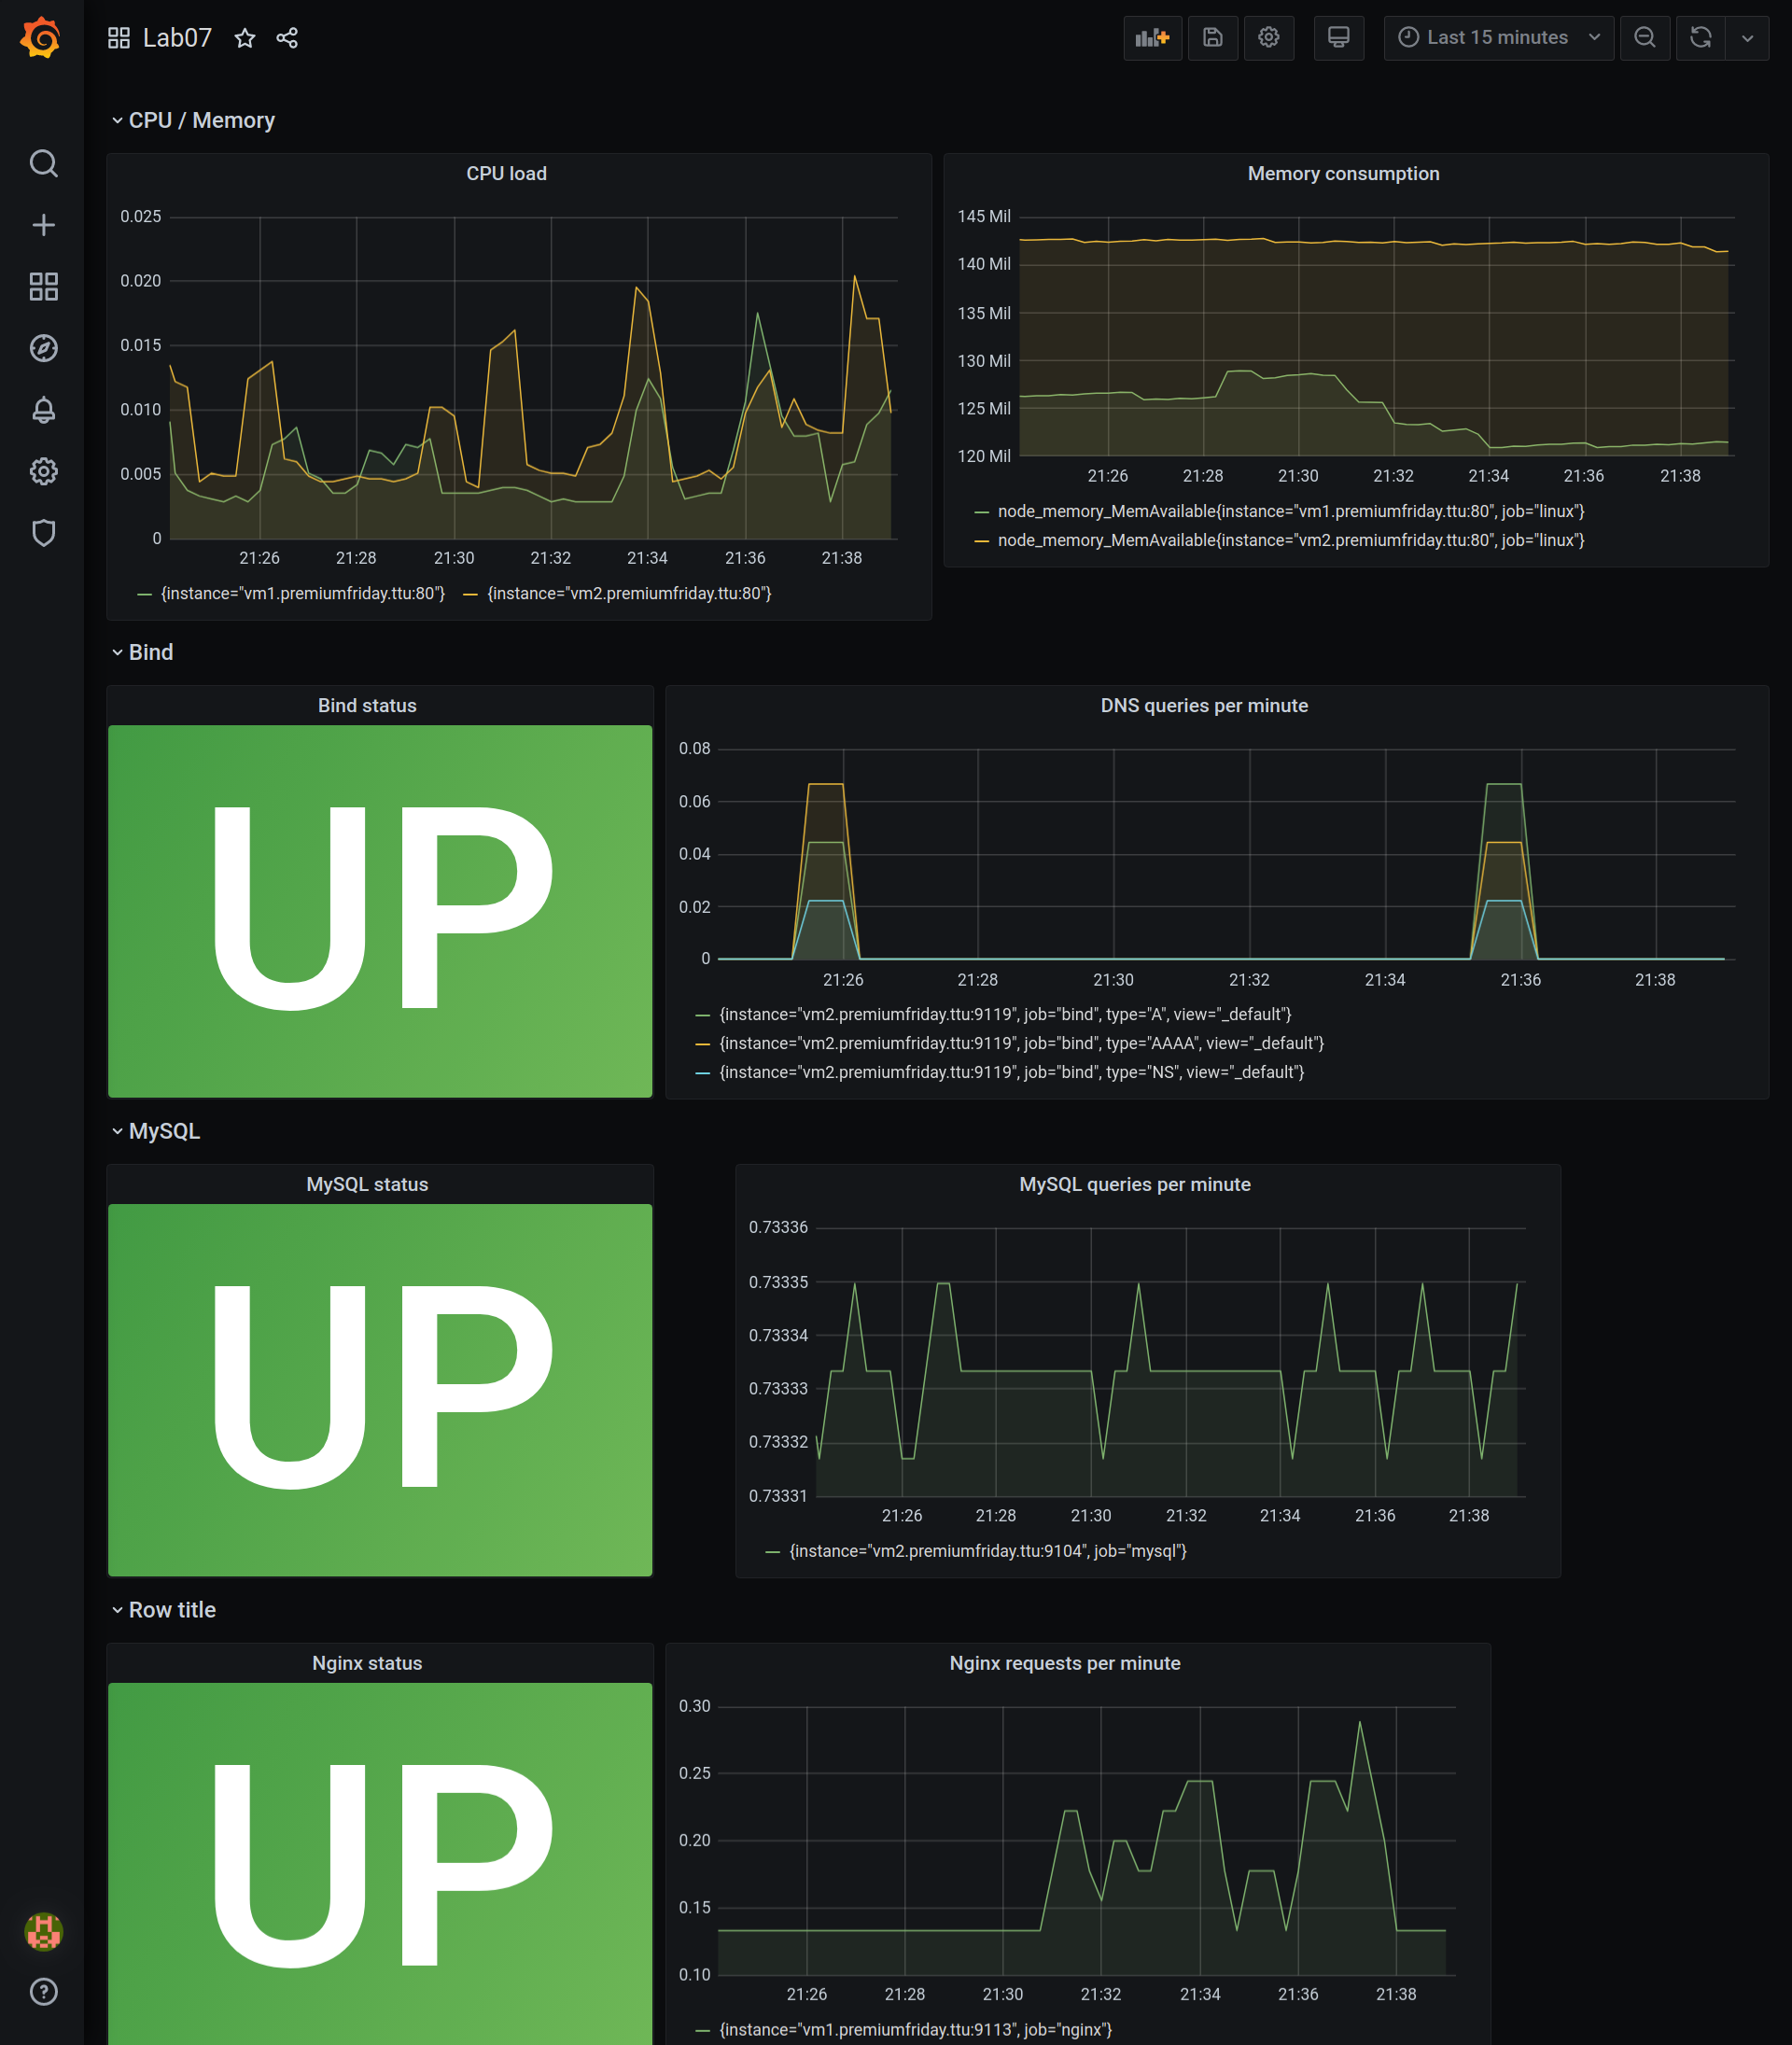 Lab07
Last 15 minutes
CPU / Memory
CPU load
0.025
0.020
0.015
0.010
0.005
0
21:26 21:28 21:30 21:32 21:34 21:36 21:38
{instance="vm1.premiumfriday.ttu:80"} {instance="vm2.premiumfriday.ttu:80"}
Memory consumption
145 Mil
140 Mil
135 Mil
130 Mil
125 Mil
120 Mil
21:26 21:28 21:30 21:32 21:34 21:36 21:38
node_memory_MemAvailable{instance="vm1.premiumfriday.ttu:80", job="linux"}
node_memory_MemAvailable{instance="vm2.premiumfriday.ttu:80", job="linux"}
Bind
Bind status
UP
DNS queries per minute
0.08
0.06
0.04
0.02
0
21:26 21:28 21:30 21:32 21:34 21:36 21:38
{instance="vm2.premiumfriday.ttu:9119", job="bind", type="A", view="_default"}
{instance="vm2.premiumfriday.ttu:9119", job="bind", type="AAAA", view="_default"}
{instance="vm2.premiumfriday.ttu:9119", job="bind", type="NS", view="_default"}
MySQL
MySQL status
UP
MySQL queries per minute
0.73336
0.73335
0.73334
0.73333
0.73332
0.73331
21:26 21:28 21:30 21:32 21:34 21:36 21:38
{instance="vm2.premiumfriday.ttu:9104", job="mysql"}
Row title
Nginx status
UP
Nginx requests per minute
0.30
0.25
0.20
0.15
0.10
21:26 21:28 21:30 21:32 21:34 21:36 21:38
{instance="vm1.premiumfriday.ttu:9113", job="nginx"}